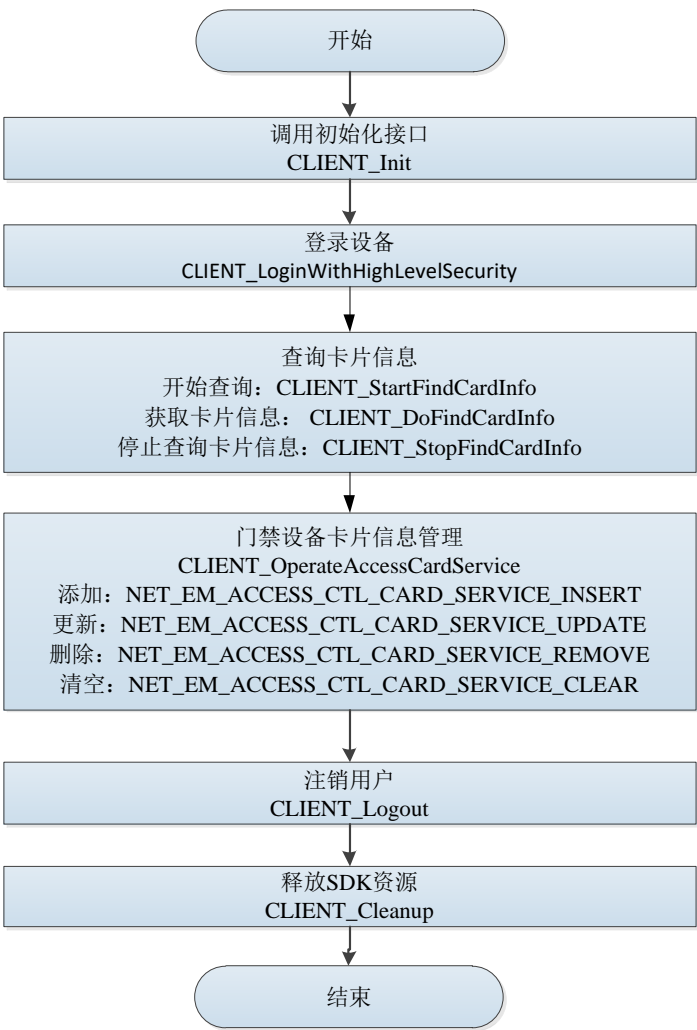 开始
调用初始化接口
CLIENT_Init
登录设备
CLIENT_LoginWithHighLevelSecurity
查询卡片信息
开始查询：CLIENT_StartFindCardInfo
获取卡片信息： CLIENT_DoFindCardInfo
停止查询卡片信息：CLIENT_StopFindCardInfo
门禁设备卡片信息管理
CLIENT_OperateAccessCardService
添加：NET_EM_ACCESS_CTL_CARD_SERVICE_INSERT
更新：NET_EM_ACCESS_CTL_CARD_SERVICE_UPDATE
删除：NET_EM_ACCESS_CTL_CARD_SERVICE_REMOVE
清空：NET_EM_ACCESS_CTL_CARD_SERVICE_CLEAR
注销用户
CLIENT_Logout
释放SDK资源
CLIENT_Cleanup
结束